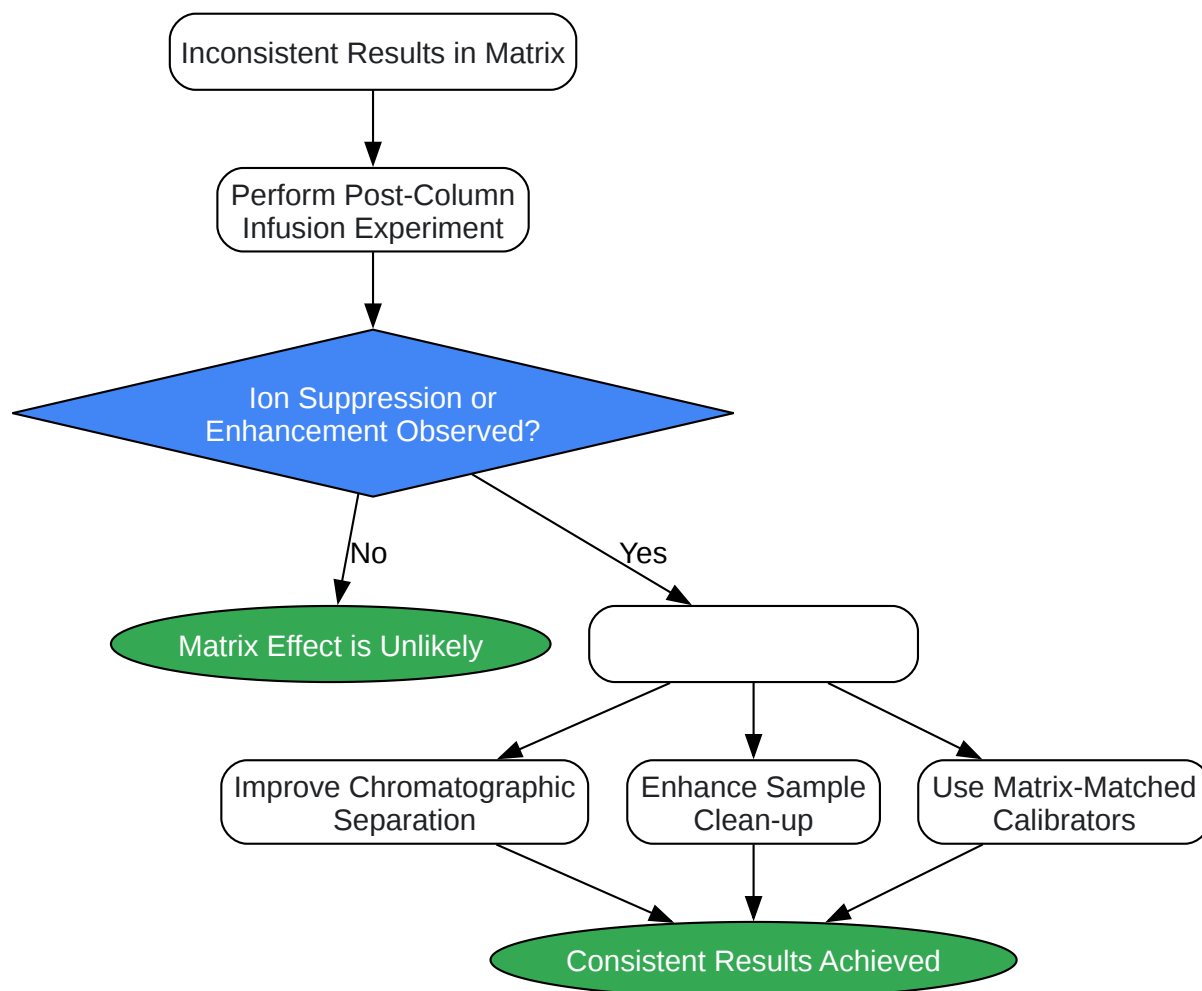 Inconsistent Results in Matrix
Perform Post-Column
Infusion Experiment
Ion Suppression or
Enhancement Observed?
No
Yes
Matrix Effect is Unlikely
Improve Chromatographic
Separation
Enhance Sample
Clean-up
Use Matrix-Matched
Calibrators
Consistent Results Achieved